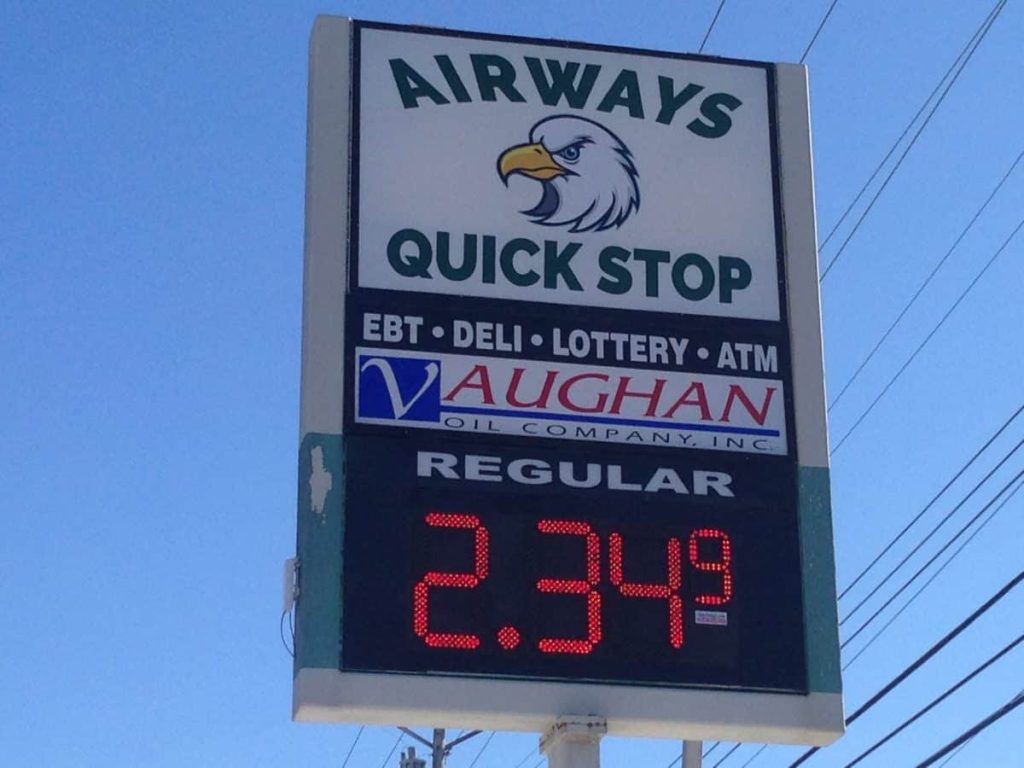 AIRWAYS
QUICK STOP
EBT • DELI • LOTTERY • ATM
VAUGHAN
OIL COMPANY, INC.
REGULAR
2.349